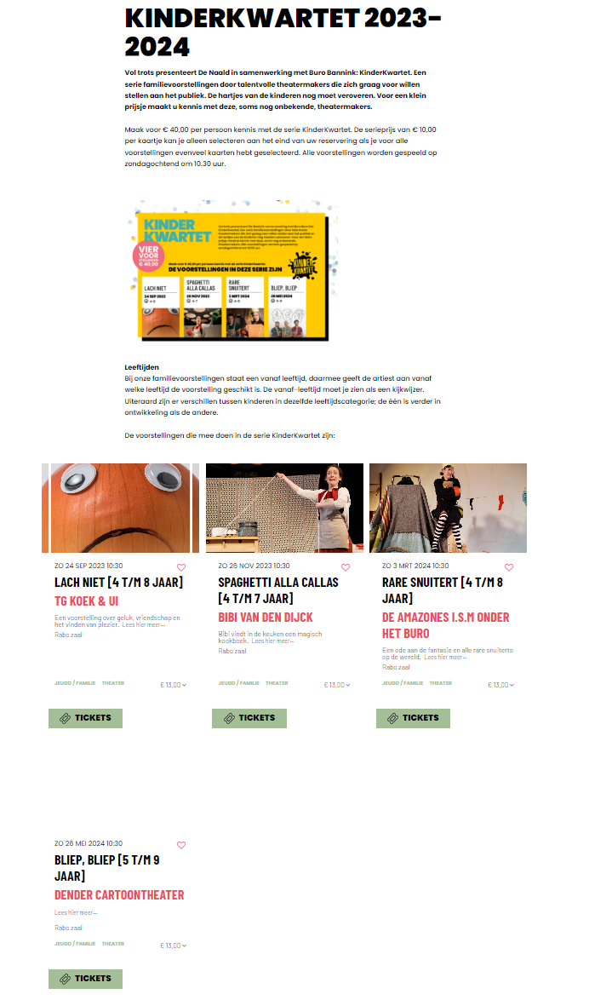 KINDERKWARTET 2023-
2024
Vol trots presenteert De Naald in samenwerking met Buro Bannink: KinderKwartet. Een
serie familievoorstellingen door talentvolle theatermakers die zich graag voor willen
stellen aan het publiek. De hartjes van de kinderen nog moet veroveren. Voor een klein
prijsje maakt u kennis met deze, soms nog onbekende, theatermakers.
Maak voor € 40,00 per persoon kennis met de serie KinderKwartet. De serieprijs van € 10,00
per kaartje kan je alleen selecteren aan het eind van uw reservering als je voor alle
voorstellingen evenveel kaarten hebt geselecteerd. Alle voorstellingen worden gespeeld op
zondagochtend om 10.30 uur.
KINDER
KWARTET
VIER
VOOR
€ 40,00
Maak voor € 40,00 per persoon kennis met de serie KinderKwartet.
DE VOORSTELLINGEN IN DEZE SERIE ZIJN
KINDER
KWARTET
LACH NIET
24 SEP 2023
4-8
SPAGHETTI
ALLA CALLAS
26 NOV 2023
4-7
RARE
SNUITERT
3 MRT 2024
4-8
BLIEP, BLIEP
26 MEI 2024
5-9
Leeftijden
Bij onze familievoorstellingen staat een vanaf leeftijd, daarmee geeft de artiest aan vanaf
welke leeftijd de voorstelling geschikt is. De vanaf-leeftijd moet je zien als een kijkwijzer.
Uiteraard zijn er verschillen tussen kinderen in dezelfde leeftijdscategorie; de één is verder in
ontwikkeling als de andere.
De voorstellingen die mee doen in de serie KinderKwartet zijn:
ZO 24 SEP 2023 10:30
LACH NIET [4 T/M 8 JAAR]
TG KOEK & UI
Een voorstelling over geluk, vriendschap en
het vinden van plezier.. Lees hier meer...
Rabo zaal
JEUGD / FAMILIE THEATER
€ 13,00
TICKETS
ZO 26 NOV 2023 10:30
SPAGHETTI ALLA CALLAS
[4 T/M 7 JAAR]
BIBI VAN DEN DIJCK
Bibi vindt in de keuken een magisch
kookboek. Lees hier meer...
Rabo zaal
JEUGD / FAMILIE THEATER
€ 13,00
TICKETS
ZO 3 MRT 2024 10:30
RARE SNUITERT [4 T/M 8
JAAR]
DE AMAZONES I.S.M ONDER
HET BURO
Een ode aan de fantasie en alle rare snuiterts
op de wereld. Lees hier meer...
Rabo zaal
JEUGD / FAMILIE THEATER
€ 13,00
TICKETS
ZO 26 MEI 2024 10:30
BLIEP, BLIEP [5 T/M 9
JAAR]
DENDER CARTOONTHEATER
Lees hier meer...
Rabo zaal
JEUGD / FAMILIE THEATER
€ 13,00
TICKETS